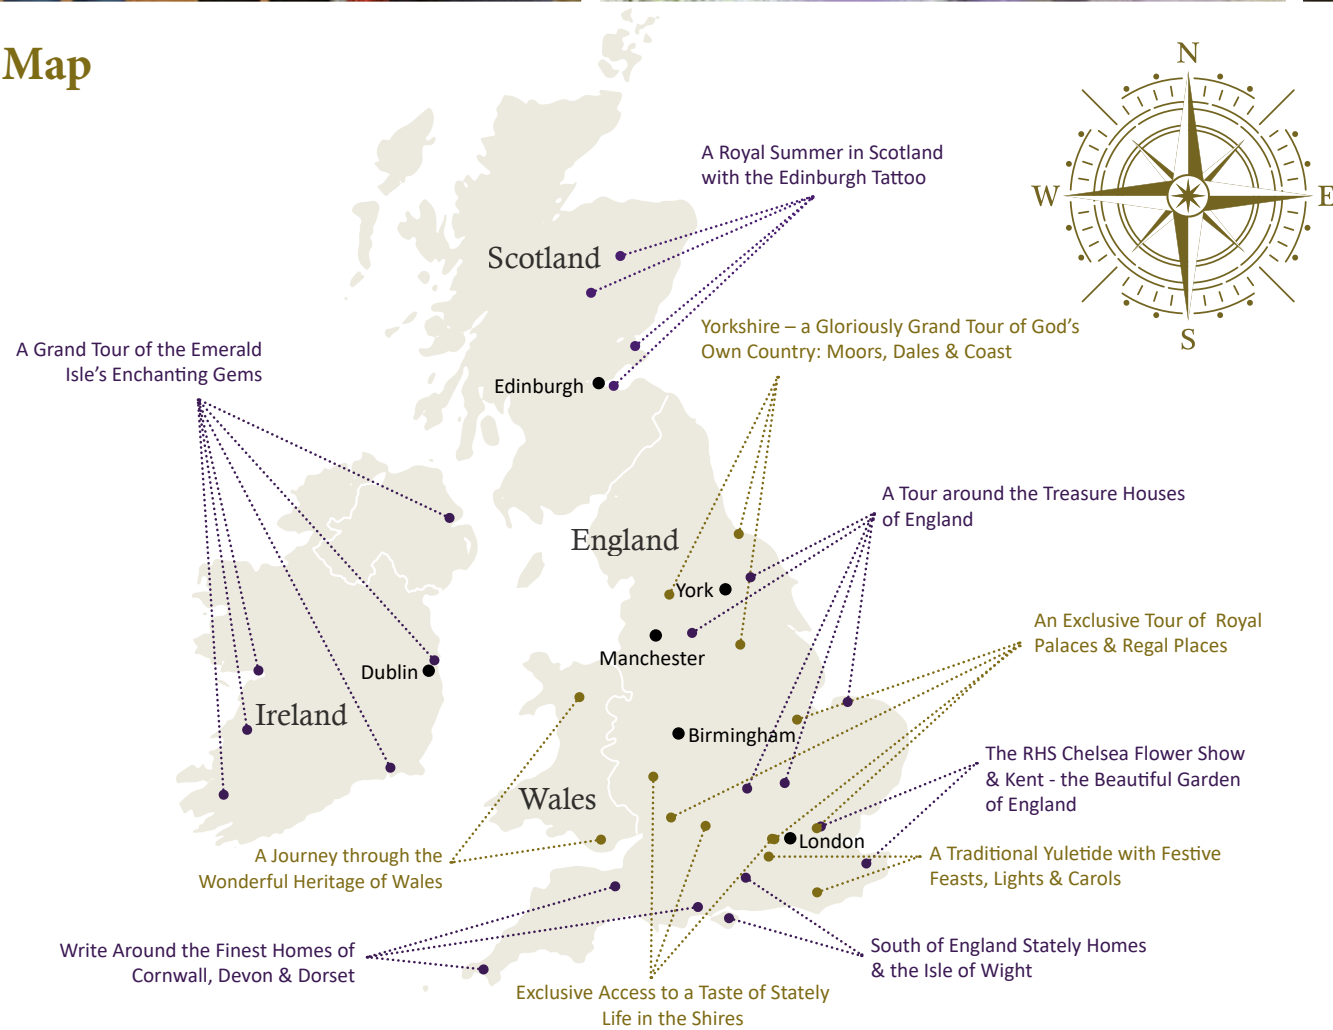 Map
N
W
E
S
A Royal Summer in Scotland
with the Edinburgh Tattoo
Scotland
Yorkshire – a Gloriously Grand Tour of God's
Own Country: Moors, Dales & Coast
A Grand Tour of the Emerald
Isle's Enchanting Gems
Edinburgh
A Tour around the Treasure Houses
of England
England
York
An Exclusive Tour of Royal
Palaces & Regal Places
Manchester
Dublin
Ireland
Birmingham
The RHS Chelsea Flower Show
& Kent - the Beautiful Garden
of England
Wales
London
A Journey through the
Wonderful Heritage of Wales
A Traditional Yuletide with Festive
Feasts, Lights & Carols
Write Around the Finest Homes of
Cornwall, Devon & Dorset
South of England Stately Homes
& the Isle of Wight
Exclusive Access to a Taste of Stately
Life in the Shires